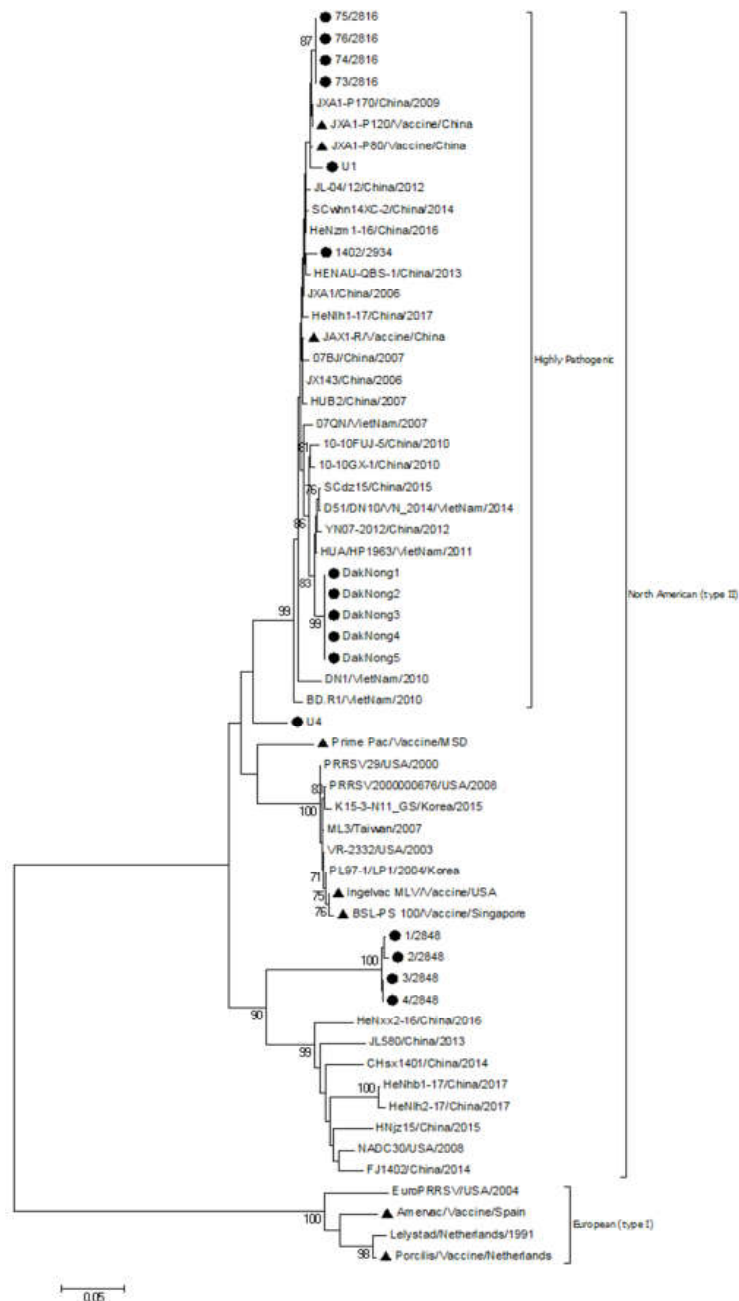 75/2816
87
76/2816
74/2816
73/2816
JXA1-P170/China/2009
JXA1-P120/Vaccine/China
JXA1-P80/Vaccine/China
U1
JL-04/12/China/2012
SCwhn14XC-2/China/2014
HeNzm1-16/China/2016
1402/2934
HENAU-QBS-1/China/2013
JXA1/China/2006
HeNlh1-17/China/2017
JAX1-R/Vaccine/China
07BJ/China/2007
Highly Pathogenic
JX143/China/2006
HUB2/China/2007
07QN/VietNam/2007
81
10-10FUJ-5/China/2010
10-10GX-1/China/2010
76
SCdz15/China/2015
D51/DN10/VN_2014/VietNam/2014
86
YN07-2012/China/2012
HUA/HP1963/VietNam/2011
DakNong1
83
DakNong2
North American (type II)
99
DakNong3
99
DakNong4
DakNong5
DN1/VietNam/2010
BD.R1/VietNam/2010
U4
Prime Pac/Vaccine/MSD
PRRSV29/USA/2000
83
PRRSV2000000676/USA/2008
100
K15-3-N11_GS/Korea/2015
ML3/Taiwan/2007
VR-2332/USA/2003
PL97-1/LP1/2004/Korea
71
75
Ingelvac MLV/Vaccine/USA
76
BSL-PS 100/Vaccine/Singapore
1/2848
100
2/2848
3/2848
4/2848
90
HeNxx2-16/China/2016
JL580/China/2013
99
CHsx1401/China/2014
HeNhb1-17/China/2017
100
HeNlh2-17/China/2017
HNjz15/China/2015
NADC30/USA/2008
FJ1402/China/2014
EuroPRRSV/USA/2004
100
Amervac/Vaccine/Spain
European (type I)
Lelystad/Netherlands/1991
98
Porcilis/Vaccine/Netherlands
0.05